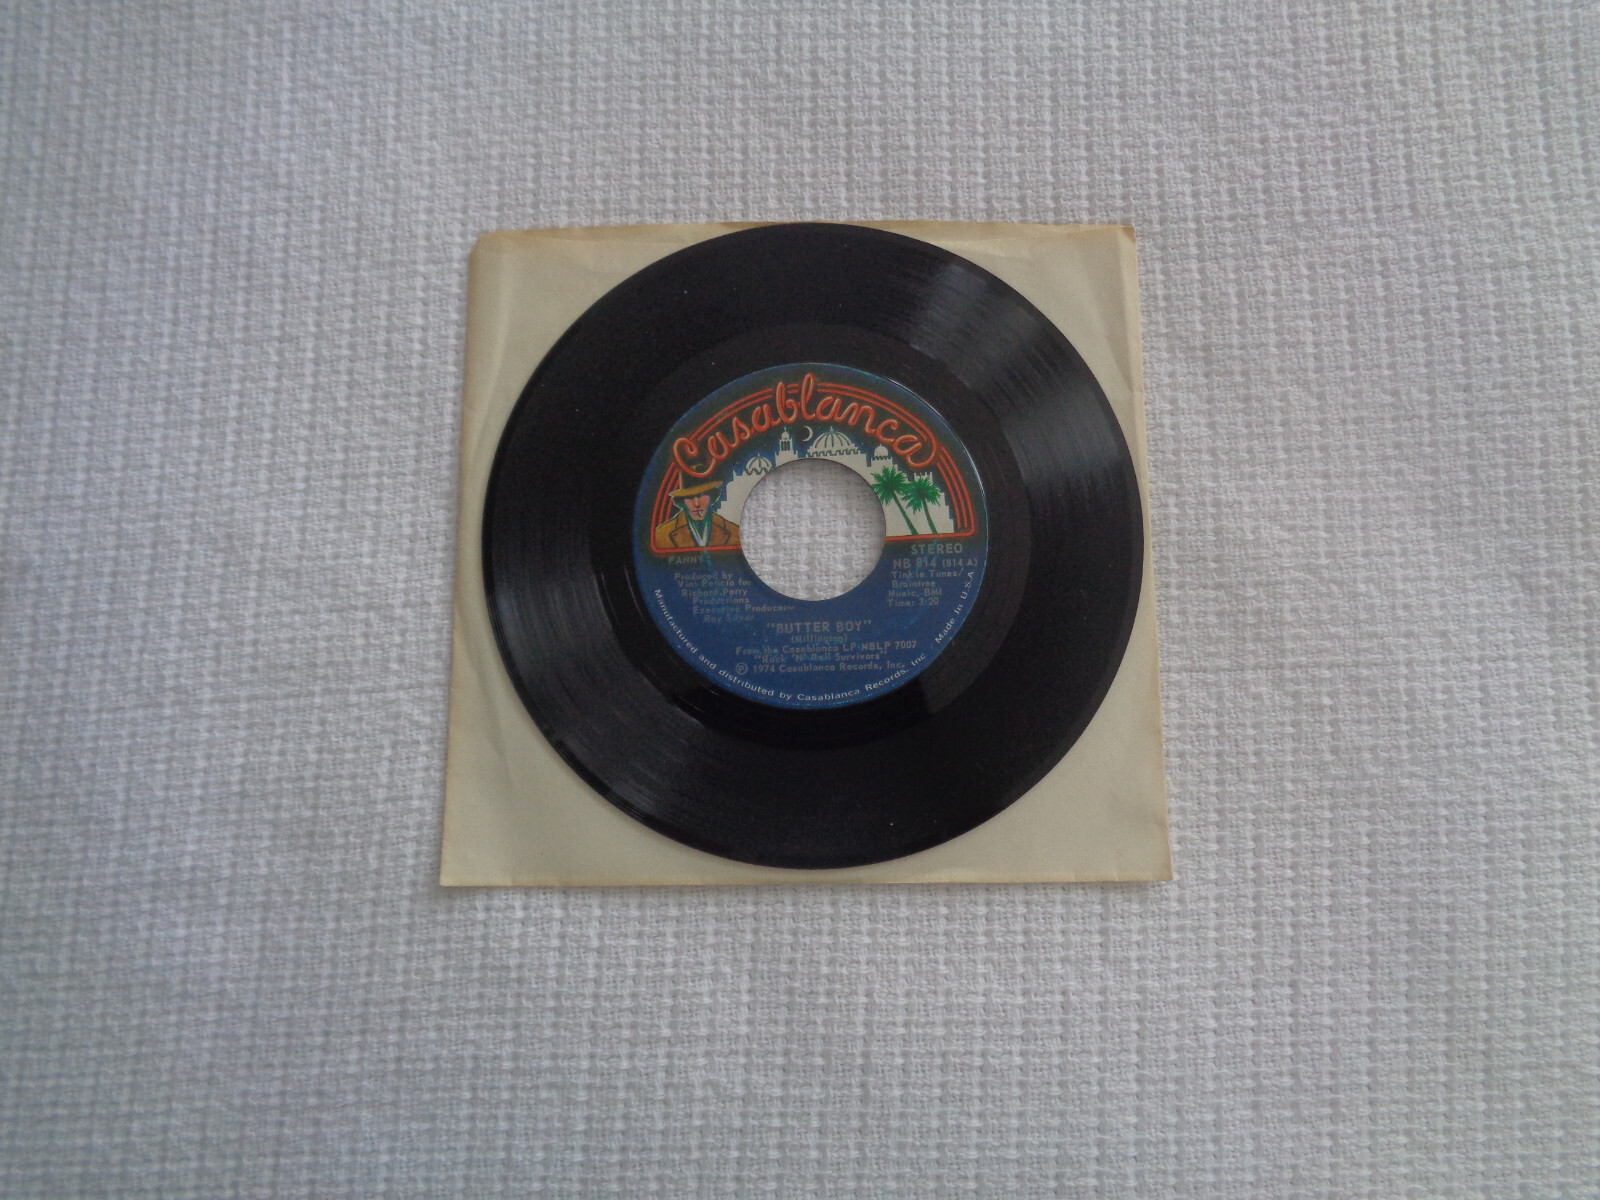 Casablanca
FANNY
Produced by
Vini Poncia for
Richard Perry
Productions
Executive Producer—
Roy Silver
STEREO
NB 814 (814 A)
Tinkle Tunes/
Braintree
Music, BMI
Time: 3:20
"BUTTER BOY"
(Millington)
From the Casablanca LP NBLP 7007
"Rock 'N' Roll Survivors"
Ⓟ 1974 Casablanca Records, Inc.
Manufactured and distributed by Casablanca Records, Inc. Made in U.S.A.